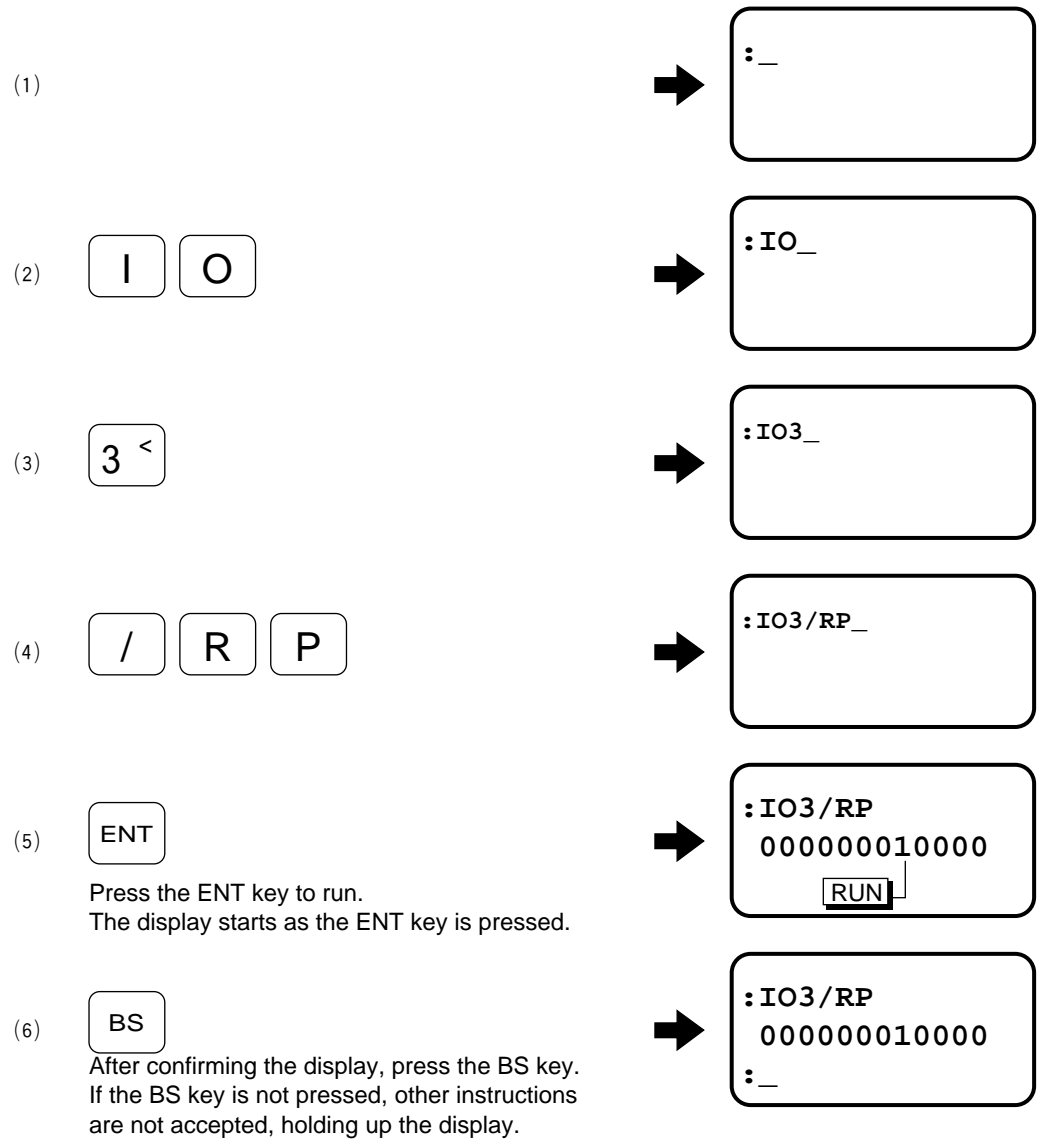 (1)
:_
(2)
I O
:IO_
(3)
3 <
:IO3_
(4)
/ R P
:IO3/RP_
(5)
ENT
Press the ENT key to run.
The display starts as the ENT key is pressed.
:IO3/RP
000000010000
RUN
(6)
BS
After confirming the display, press the BS key.
If the BS key is not pressed, other instructions
are not accepted, holding up the display.
:IO3/RP
000000010000
:_